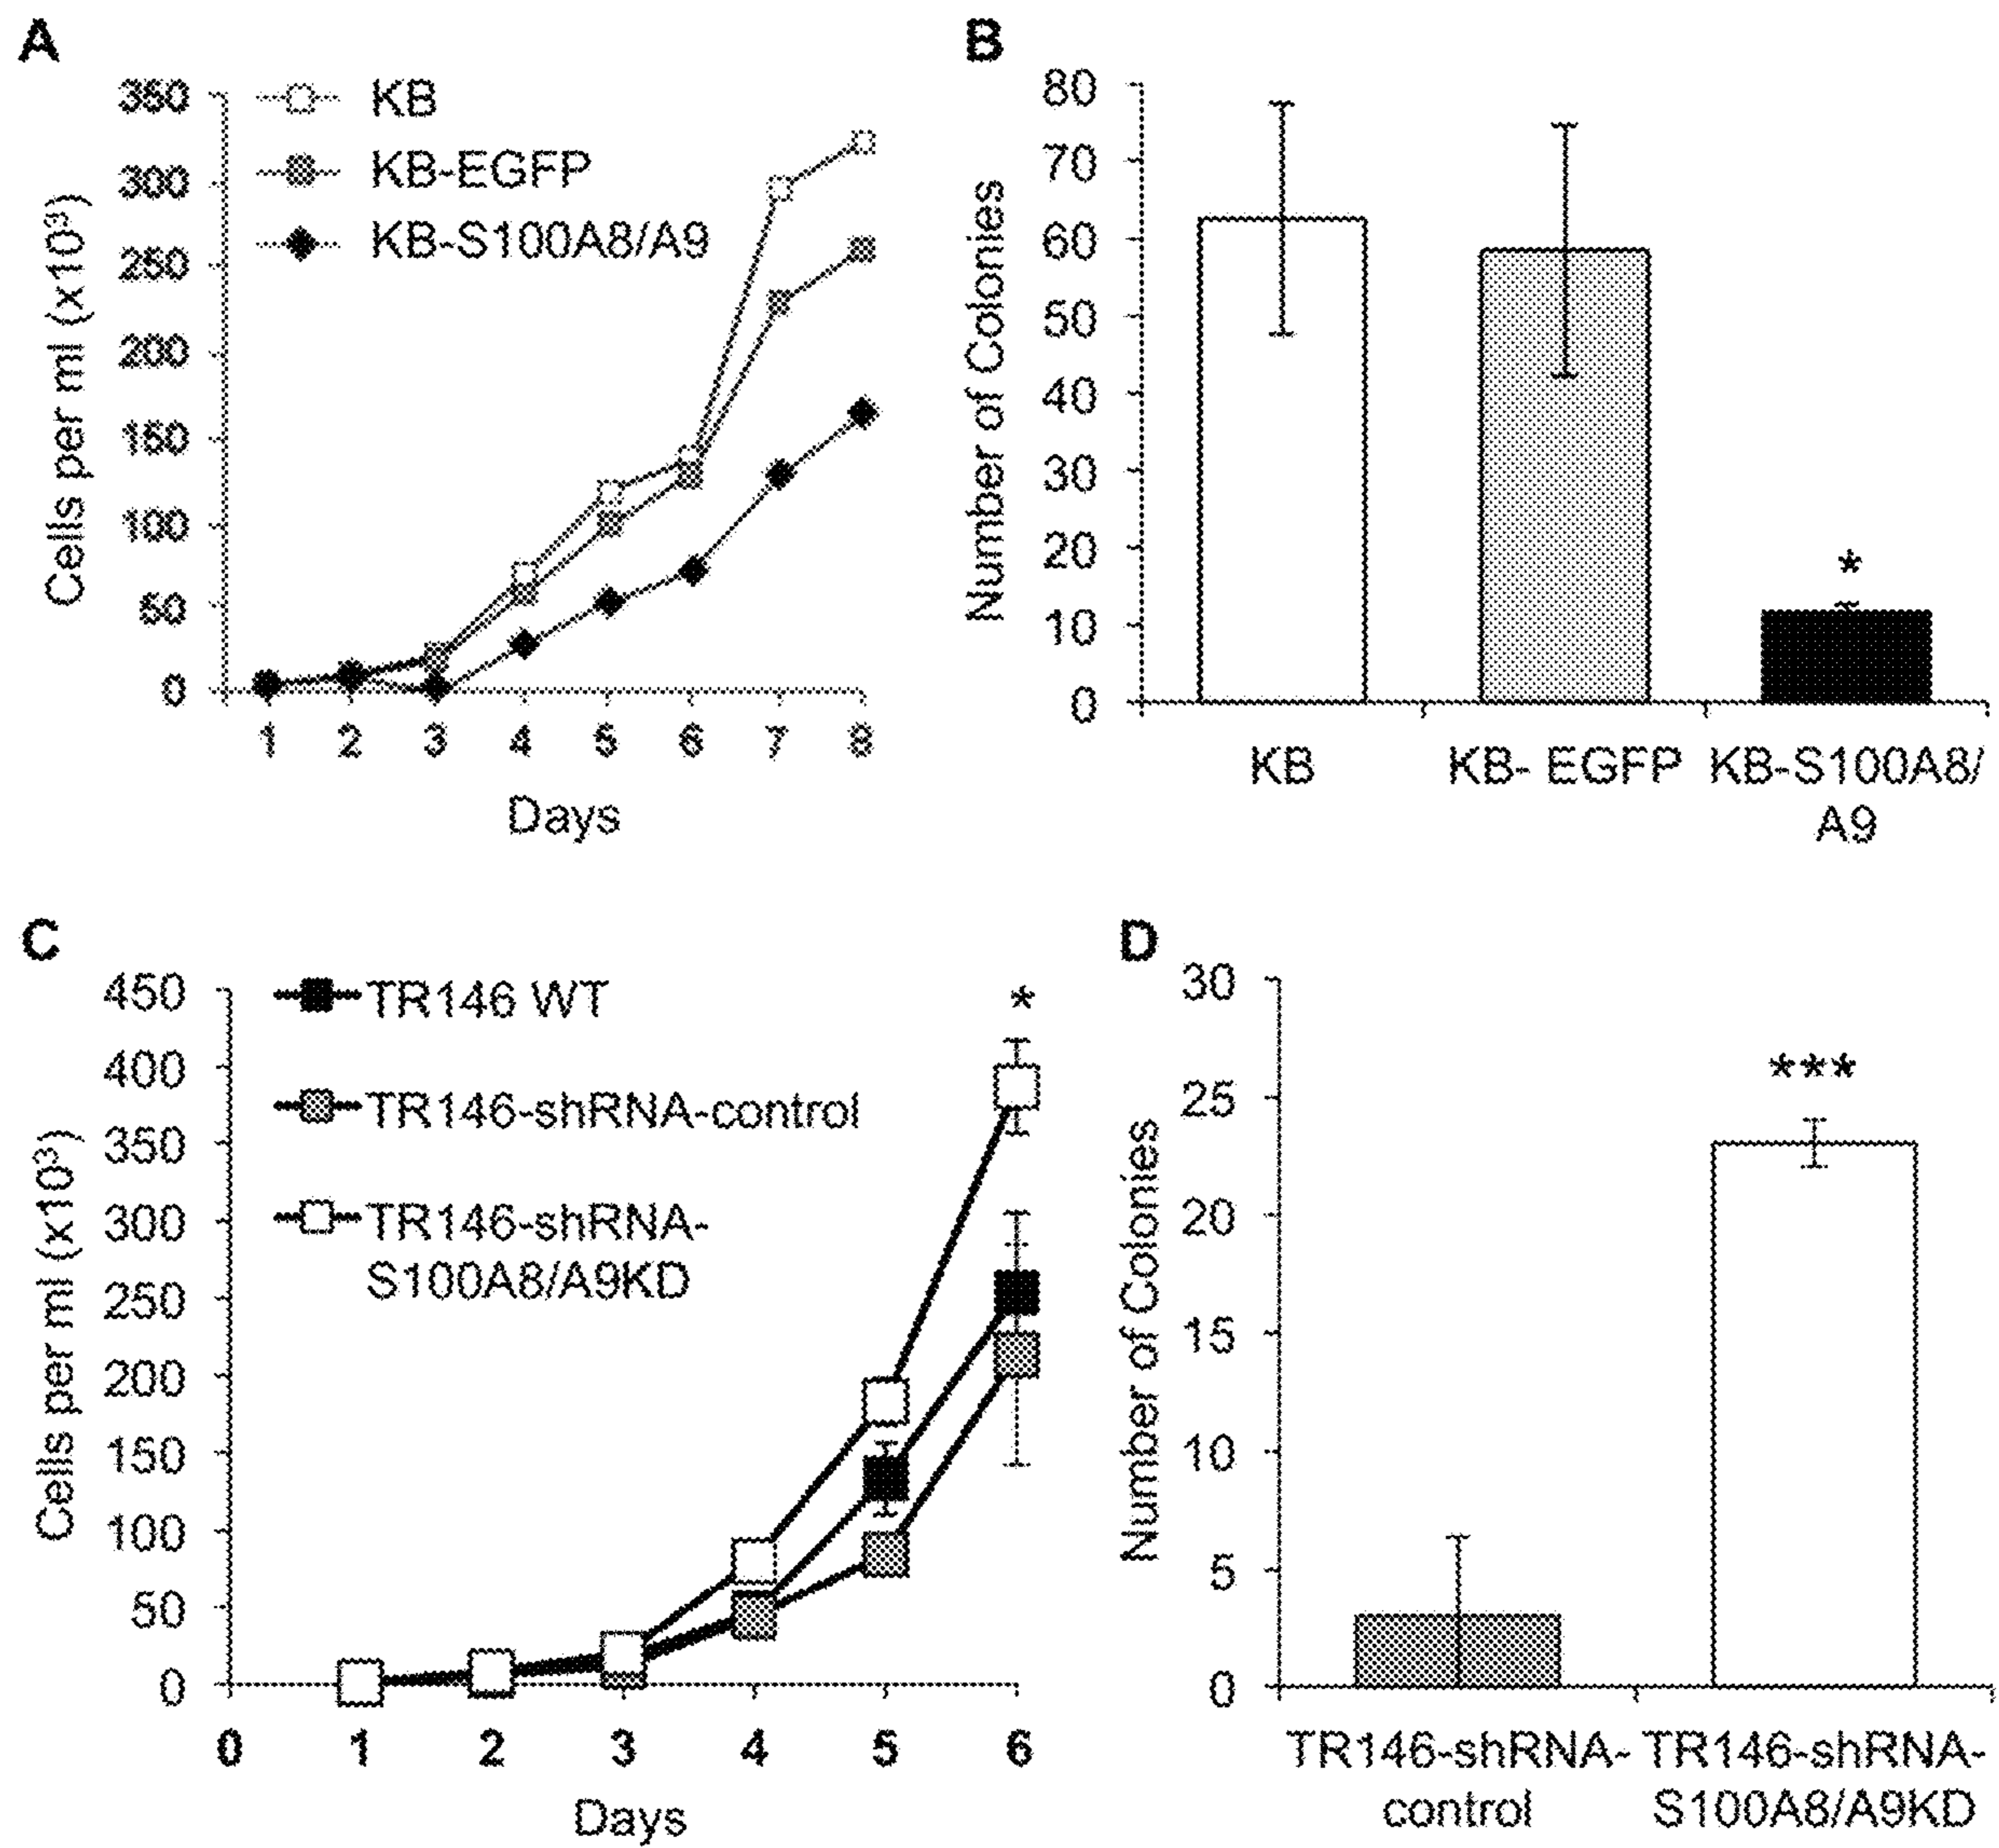 A
350
300
250
200
150
100
50
0
Cells per ml (x10³)
KB
KB-EGFP
KB-S100A8/A9
1 2 3 4 5 6 7 8
Days
B
80
70
60
50
40
30
20
10
0
Number of Colonies
*
KB KB- EGFP KB-S100A8/
A9
C
450
400
350
300
250
200
150
100
50
0
Cells per ml (x10³)
TR146 WT
TR146-shRNA-control
TR146-shRNA-
S100A8/A9KD
*
0 1 2 3 4 5 6
Days
D
30
25
20
15
10
5
0
Number of Colonies
***
TR146-shRNA- TR146-shRNA-
control S100A8/A9KD